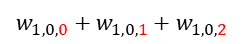 w₁,₀,₀ + w₁,₀,₁ + w₁,₀,₂